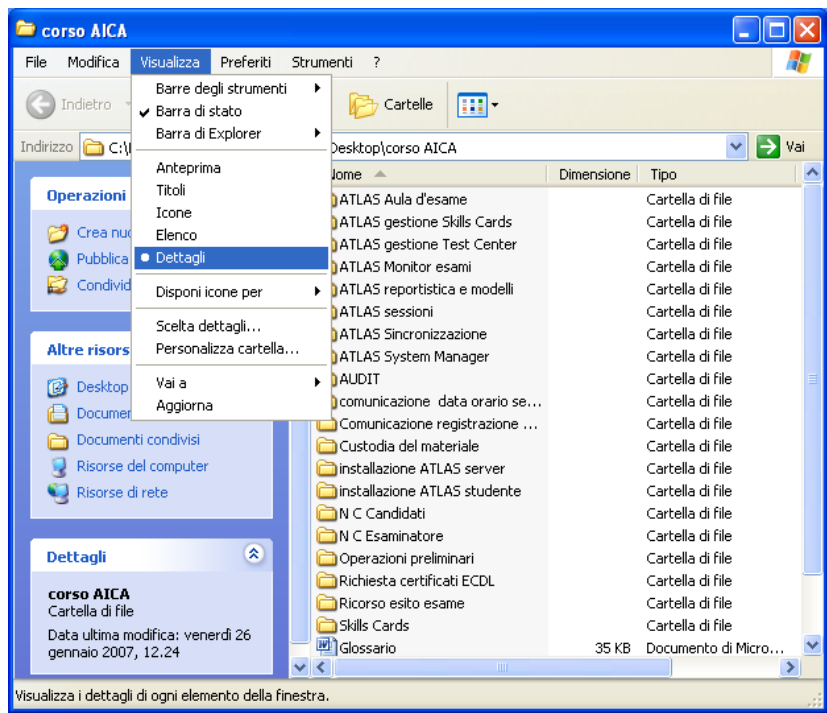 corso AICA
File Modifica Visualizza Preferiti Strumenti ?
Indietro Cartelle
Indirizzo C:\ Desktop\corso AICA Vai
Barre degli strumenti
Barra di stato
Barra di Explorer
Anteprima
Titoli
Icone
Elenco
Dettagli
Disponi icone per
Scelta dettagli...
Personalizza cartella...
Vai a
Aggiorna
Operazioni
Crea
Pubblica
Altre
Desktop
Documenti condivisi
Risorse del computer
Risorse di rete
Dettagli
corso AICA
Cartella di file
Data ultima modifica: venerdì 26
gennaio 2007, 12.24
Dimensione Tipo
ATLAS Aula d'esame Cartella di file
ATLAS gestione Skills Cards Cartella di file
ATLAS gestione Test Center Cartella di file
ATLAS Monitor esami Cartella di file
ATLAS reportistica e modelli Cartella di file
ATLAS sessioni Cartella di file
ATLAS Sincronizzazione Cartella di file
ATLAS System Manager Cartella di file
AUDIT Cartella di file
comunicazione data orario se... Cartella di file
Comunicazione registrazione ... Cartella di file
Custodia del materiale Cartella di file
installazione ATLAS server Cartella di file
installazione ATLAS studente Cartella di file
N C Candidati Cartella di file
N C Esaminatore Cartella di file
Operazioni preliminari Cartella di file
Richiesta certificati ECDL Cartella di file
Ricorso esito esame Cartella di file
Skills Cards Cartella di file
Glossario 35 KB Documento di Micro...
Visualizza i dettagli di ogni elemento della finestra.